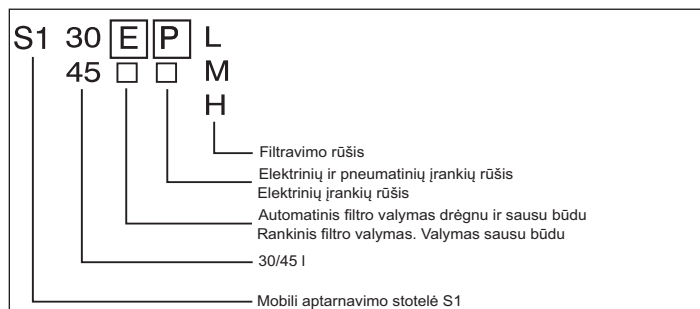 S1 30 E P L
45 □ □ M
H
Filtravimo rūšis
Elektrinių ir pneumatinių įrankių rūšis
Elektrinių įrankių rūšis
Automatinis filtro valymas drėgnu ir sausu būdu
Rankinis filtro valymas. Valymas sausu būdu
30/45 l
Mobili aptarnavimo stotelė S1